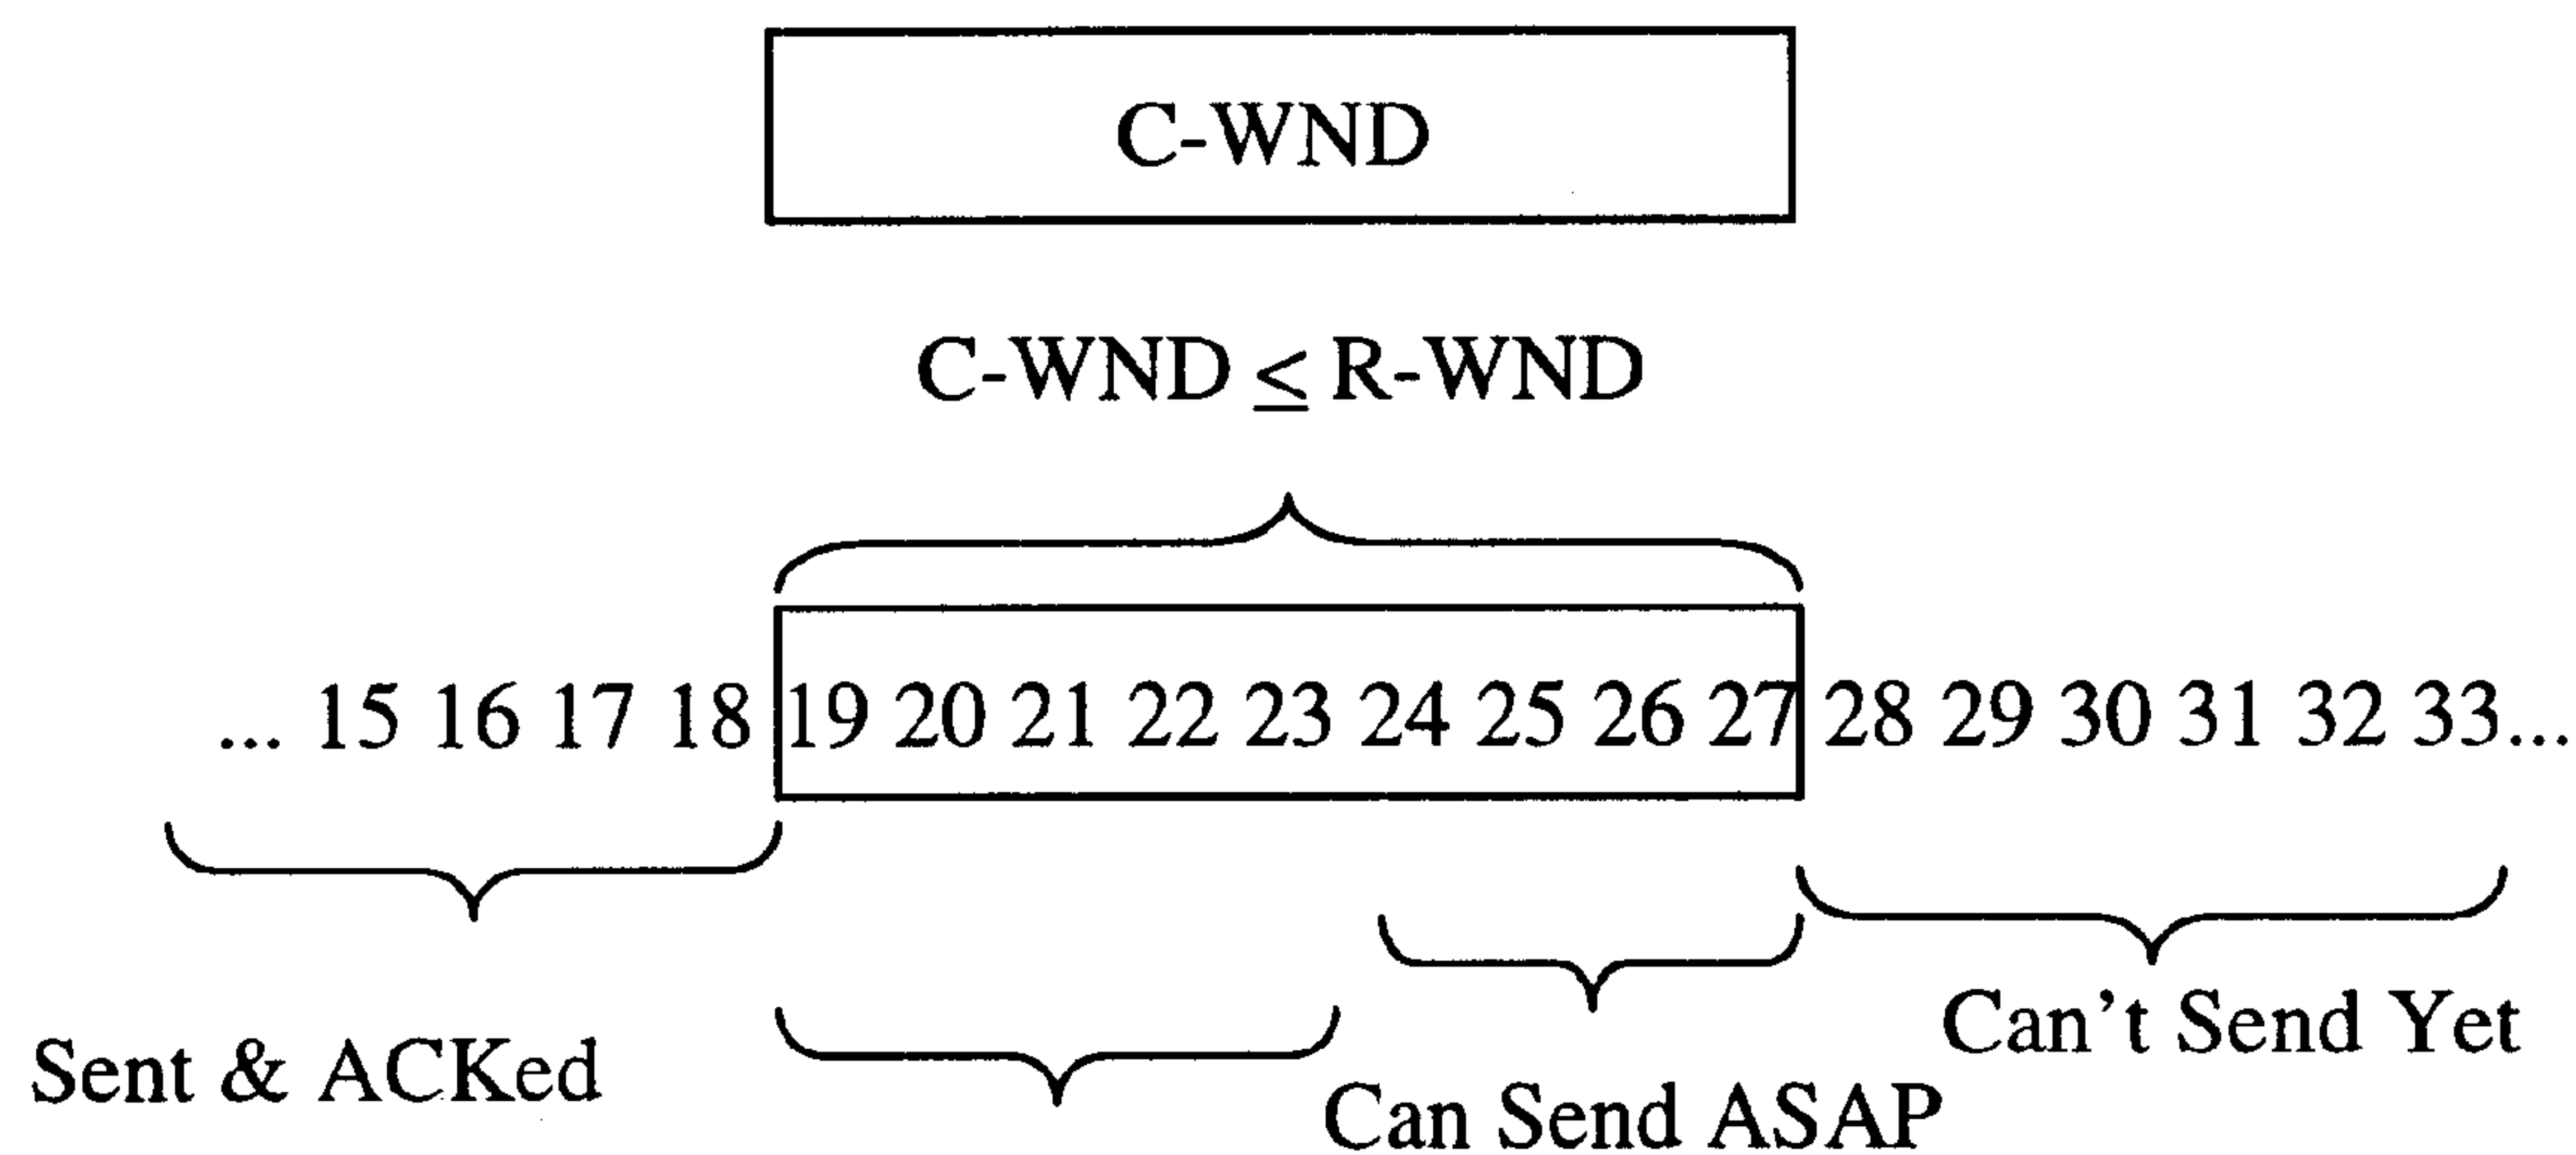 C-WND
C-WND ≤ R-WND
... 15 16 17 18 19 20 21 22 23 24 25 26 27 28 29 30 31 32 33...
Sent & ACKed
Can Send ASAP
Can't Send Yet